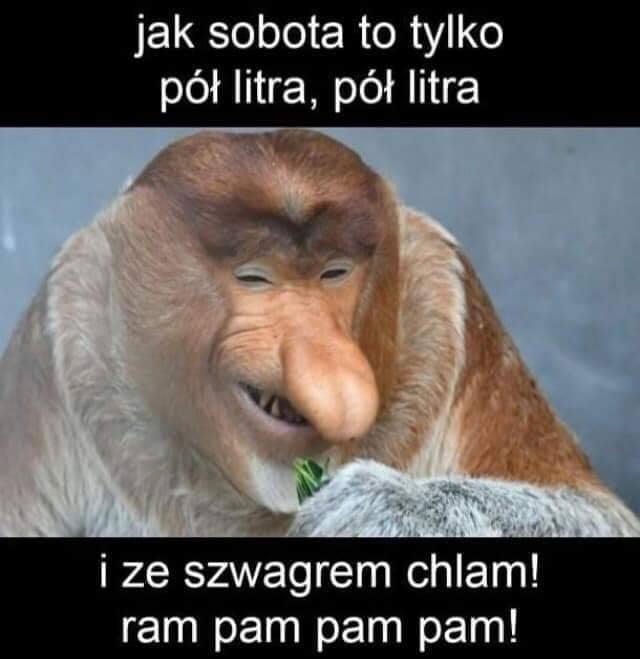 jak sobota to tylko
pół litra, pół litra
i ze szwagrem chlam!
ram pam pam pam!